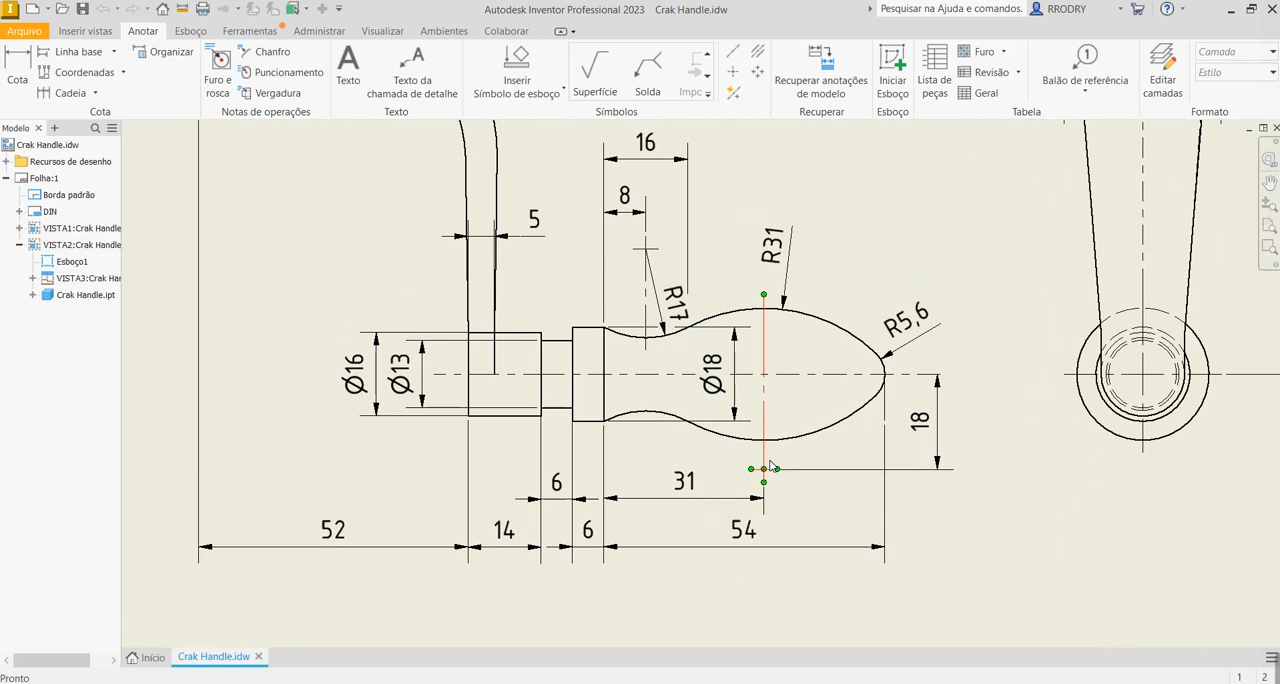 Autodesk Inventor Professional 2023 Crak Handle.idw
Pesquisar na Ajuda e comandos.
RRODRY
Arquivo Inserir vistas Anotar Esboço Ferramentas Administrar Visualizar Ambientes Colaborar
Cota
Linha base
Coordenadas
Cadeia
Organizar
Cota
Furo e
rosca
Chanfro
Puncionamento
Vergadura
Notas de operações
Texto
Texto da
chamada de detalhe
Texto
Inserir
Símbolo de esboço
Superfície
Solda
Impc
Símbolos
Recuperar anotações
de modelo
Recuperar
Iniciar
Esboço
Esboço
Lista de
peças
Furo
Revisão
Geral
Balão de referência
Tabela
Editar
camadas
Camada
Estilo
Formato
Modelo
Crak Handle.idw
Recursos de desenho
Folha:1
Borda padrão
DIN
VISTA1:Crak Handle
VISTA2:Crak Handle
Esboço1
VISTA3:Crak Har
Crak Handle.ipt
16
8
5
R31
R17
R5,6
Ø16
Ø13
Ø18
18
6
31
52
14
6
54
Início
Crak Handle.idw
Pronto
1 2